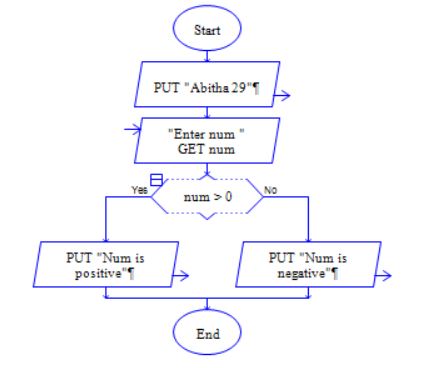 Start
PUT "Abitha 29"¶
"Enter num "
GET num
Yes
num > 0
No
PUT "Num is
positive"¶
PUT "Num is
negative"¶
End